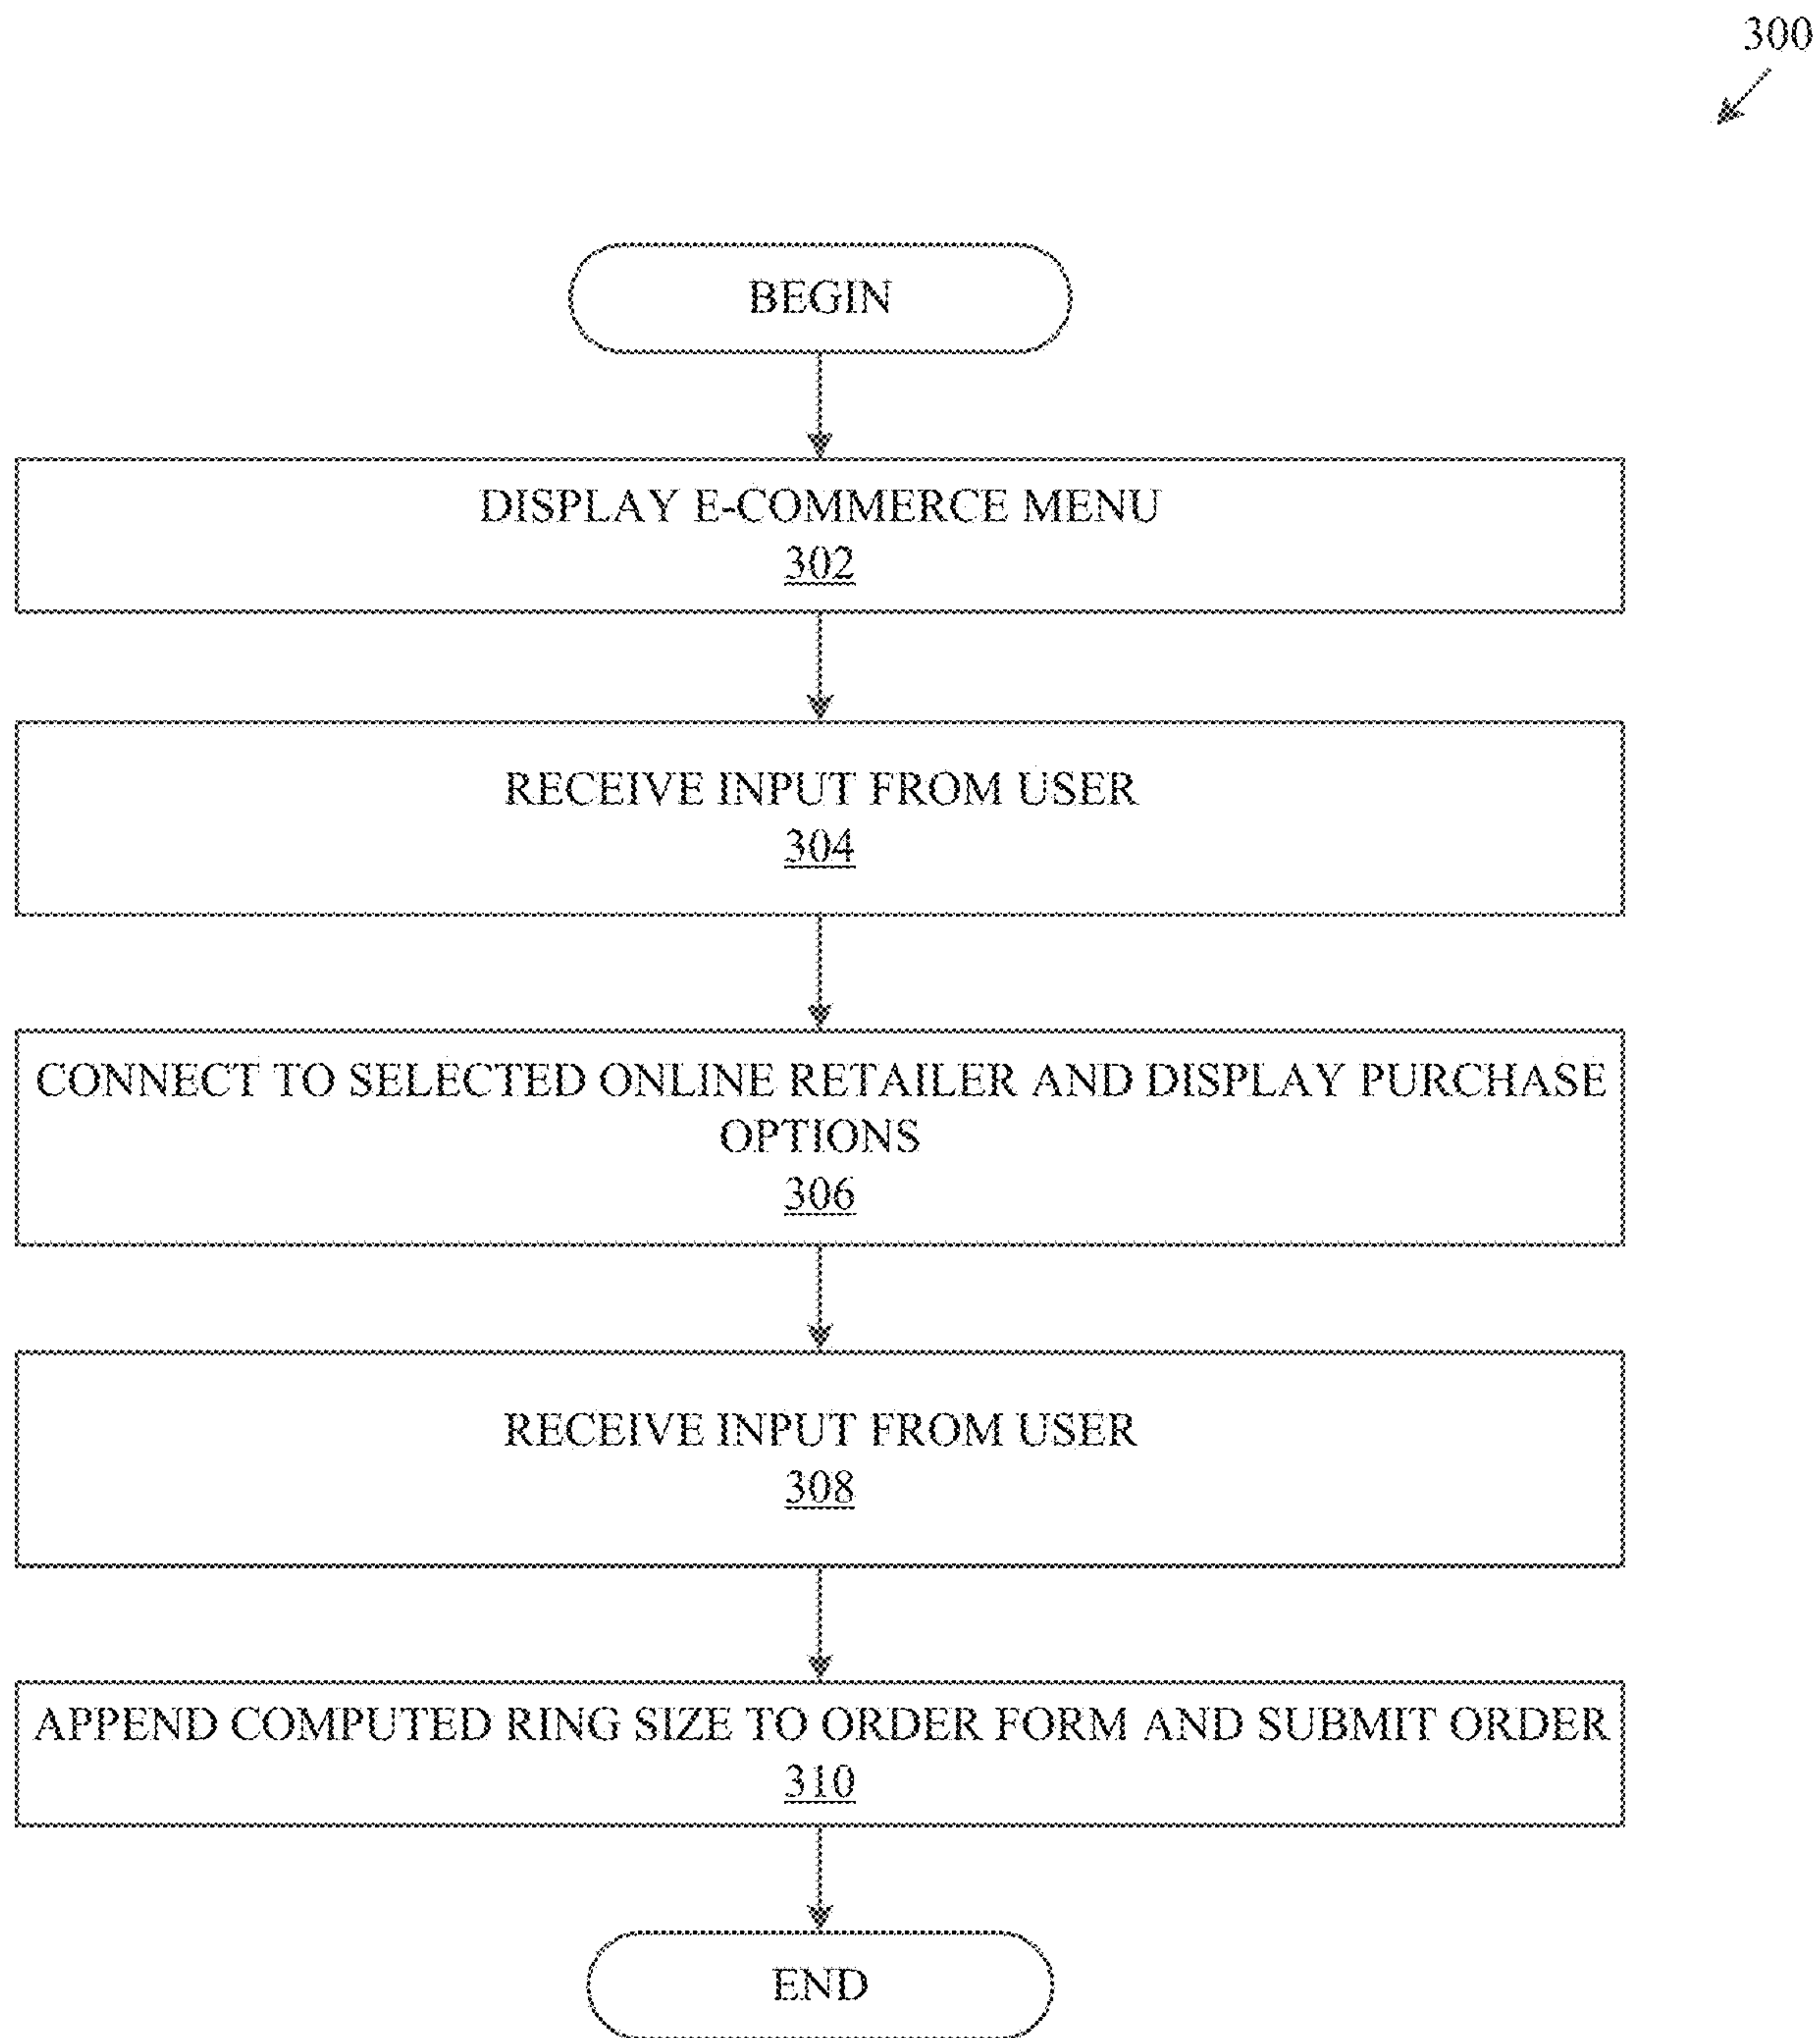 300
BEGIN
DISPLAY E-COMMERCE MENU
302
RECEIVE INPUT FROM USER
304
CONNECT TO SELECTED ONLINE RETAILER AND DISPLAY PURCHASE
OPTIONS
306
RECEIVE INPUT FROM USER
308
APPEND COMPUTED RING SIZE TO ORDER FORM AND SUBMIT ORDER
310
END